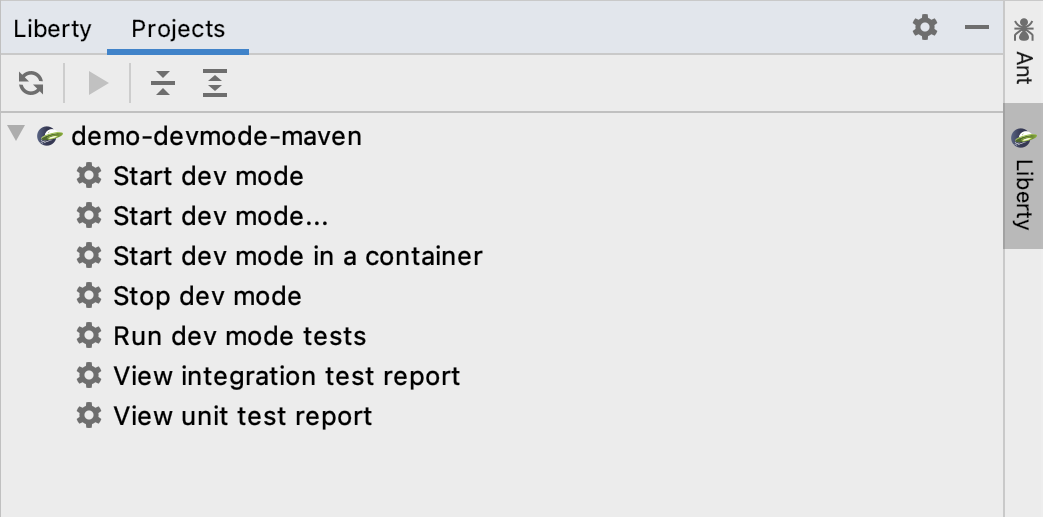 Liberty Projects
Ant
Liberty
demo-devmode-maven
Start dev mode
Start dev mode...
Start dev mode in a container
Stop dev mode
Run dev mode tests
View integration test report
View unit test report